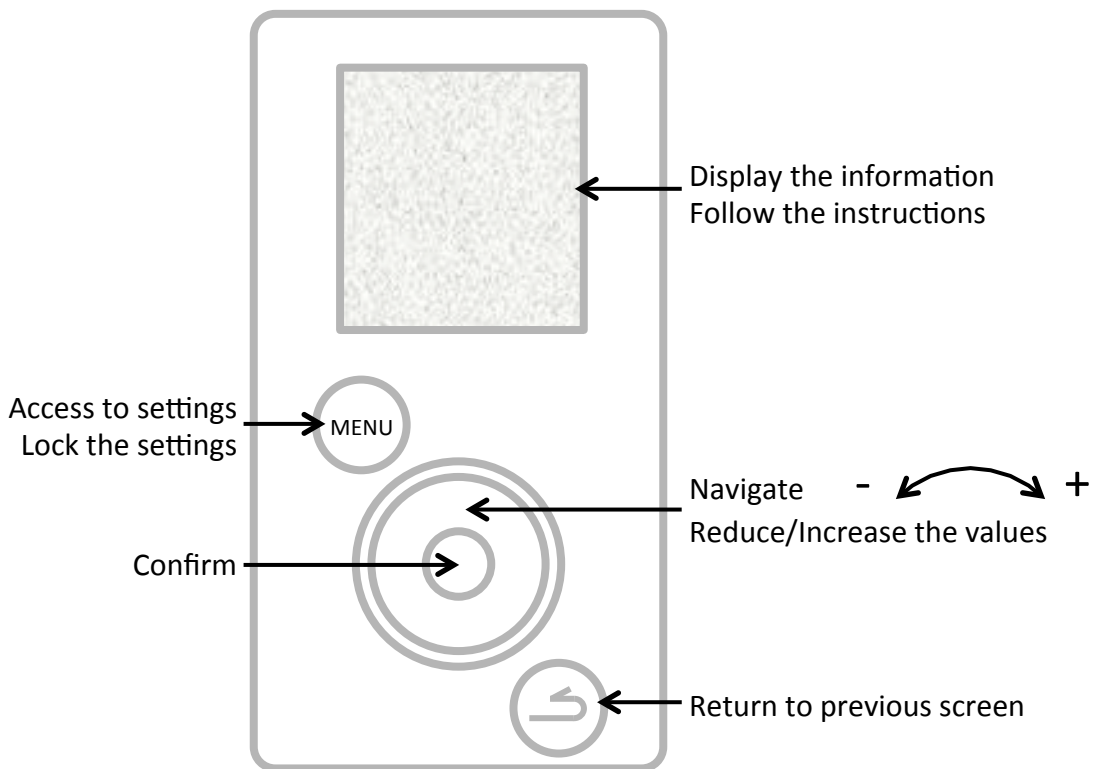 Display the information
Follow the instructions
Access to settings
Lock the settings
MENU
Navigate - +
Reduce/Increase the values
Confirm
Return to previous screen